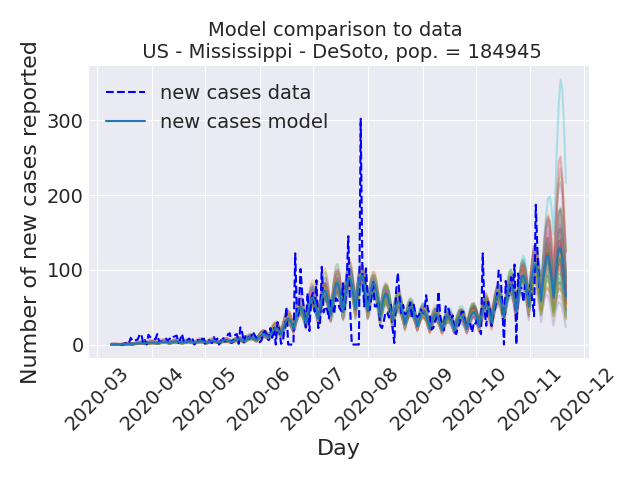 Model comparison to data
US - Mississippi - DeSoto, pop. = 184945
Number of new cases reported
new cases data
new cases model
300
200
100
0
2020-03
2020-04
2020-05
2020-06
2020-07
2020-08
2020-09
2020-10
2020-11
2020-12
Day